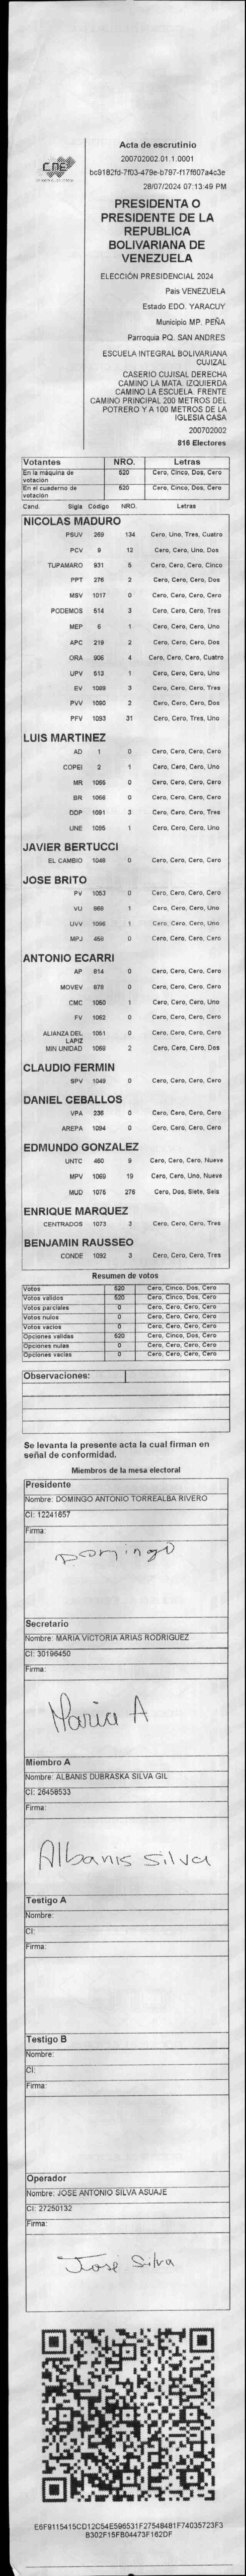 CNE
Acta de escrutinio
200702002.01.1.0001
bc9182fd-7f03-479e-b797-f17f607a4c3e
28/07/2024 07:13:49 PM
PRESIDENTA O
PRESIDENTE DE LA
REPUBLICA
BOLIVARIANA DE
VENEZUELA
ELECCIÓN PRESIDENCIAL 2024
Pais VENEZUELA
Estado EDO. YARACUY
Municipio MP. PEÑA
Parroquia PQ. SAN ANDRES
ESCUELA INTEGRAL BOLIVARIANA
CUJIZAL
CASERIO CUJISAL DERECHA
CAMINO LA MATA. IZQUIERDA
CAMINO LA ESCUELA. FRENTE
CAMINO PRINCIPAL 200 METROS DEL
POTRERO Y A 100 METROS DE LA
IGLESIA CASA
200702002
816 Electores
Votantes NRO. Letras
En la máquina de votación 520 Cero, Cinco, Dos, Cero
En el cuaderno de votación 520 Cero, Cinco, Dos, Cero
Cand. Sigla Código NRO. Letras
NICOLAS MADURO
PSUV 269 134 Cero, Uno, Tres, Cuatro
PCV 9 12 Cero, Cero, Uno, Dos
TUPAMARO 931 5 Cero, Cero, Cero, Cinco
PPT 276 2 Cero, Cero, Cero, Dos
MSV 1017 0 Cero, Cero, Cero, Cero
PODEMOS 514 3 Cero, Cero, Cero, Tres
MEP 6 1 Cero, Cero, Cero, Uno
APC 219 2 Cero, Cero, Cero, Dos
ORA 906 4 Cero, Cero, Cero, Cuatro
UPV 513 1 Cero, Cero, Cero, Uno
EV 1089 3 Cero, Cero, Cero, Tres
PVV 1090 2 Cero, Cero, Cero, Dos
PFV 1093 31 Cero, Cero, Tres, Uno
LUIS MARTINEZ
AD 1 0 Cero, Cero, Cero, Cero
COPEI 2 1 Cero, Cero, Cero, Uno
MR 1065 0 Cero, Cero, Cero, Cero
BR 1056 0 Cero, Cero, Cero, Cero
DDP 1091 3 Cero, Cero, Cero, Tres
UNE 1095 1 Cero, Cero, Cero, Uno
JAVIER BERTUCCI
EL CAMBIO 1048 0 Cero, Cero, Cero, Cero
JOSE BRITO
PV 1053 0 Cero, Cero, Cero, Cero
VU 969 1 Cero, Cero, Cero, Uno
UVV 1096 1 Cero, Cero, Cero, Uno
MPJ 459 0 Cero, Cero, Cero, Cero
ANTONIO ECARRI
AP 814 0 Cero, Cero, Cero, Cero
MOVEV 878 0 Cero, Cero, Cero, Cero
CMC 1050 1 Cero, Cero, Cero, Uno
FV 1052 0 Cero, Cero, Cero, Cero
ALIANZA DEL LAPIZ 1051 0 Cero, Cero, Cero, Cero
MIN UNIDAD 1068 2 Cero, Cero, Cero, Dos
CLAUDIO FERMIN
SPV 1049 0 Cero, Cero, Cero, Cero
DANIEL CEBALLOS
VPA 236 0 Cero, Cero, Cero, Cero
AREPA 1094 0 Cero, Cero, Cero, Cero
EDMUNDO GONZALEZ
UNTC 460 9 Cero, Cero, Cero, Nueve
MPV 1069 19 Cero, Cero, Uno, Nueve
MUD 1075 276 Cero, Dos, Siete, Seis
ENRIQUE MARQUEZ
CENTRADOS 1073 3 Cero, Cero, Cero, Tres
BENJAMIN RAUSSEO
CONDE 1092 3 Cero, Cero, Cero, Tres
Resumen de votos
Votos 520 Cero, Cinco, Dos, Cero
Votos válidos 520 Cero, Cinco, Dos, Cero
Votos parciales 0 Cero, Cero, Cero, Cero
Votos nulos 0 Cero, Cero, Cero, Cero
Votos vacíos 0 Cero, Cero, Cero, Cero
Opciones validas 520 Cero, Cinco, Dos, Cero
Opciones nulas 0 Cero, Cero, Cero, Cero
Opciones vacías 0 Cero, Cero, Cero, Cero
Observaciones:
Se levanta la presente acta la cual firman en
señal de conformidad.
Miembros de la mesa electoral
Presidente
Nombre: DOMINGO ANTONIO TORREALBA RIVERO
CI: 12241657
Firma:
Domingo
Secretario
Nombre: MARIA VICTORIA ARIAS RODRIGUEZ
CI: 30196450
Firma:
Maria A
Miembro A
Nombre: ALBANIS DUBRASKA SILVA GIL
CI: 26458533
Firma:
Albanis Silva
Testigo A
Nombre:
CI:
Firma:
Testigo B
Nombre:
CI:
Firma:
Operador
Nombre: JOSE ANTONIO SILVA ASUAJE
CI: 27250132
Firma:
Jose Silva
E6F9115415CD12C54E596531F27548481F74035723F3
B302F15FB04473F162DF